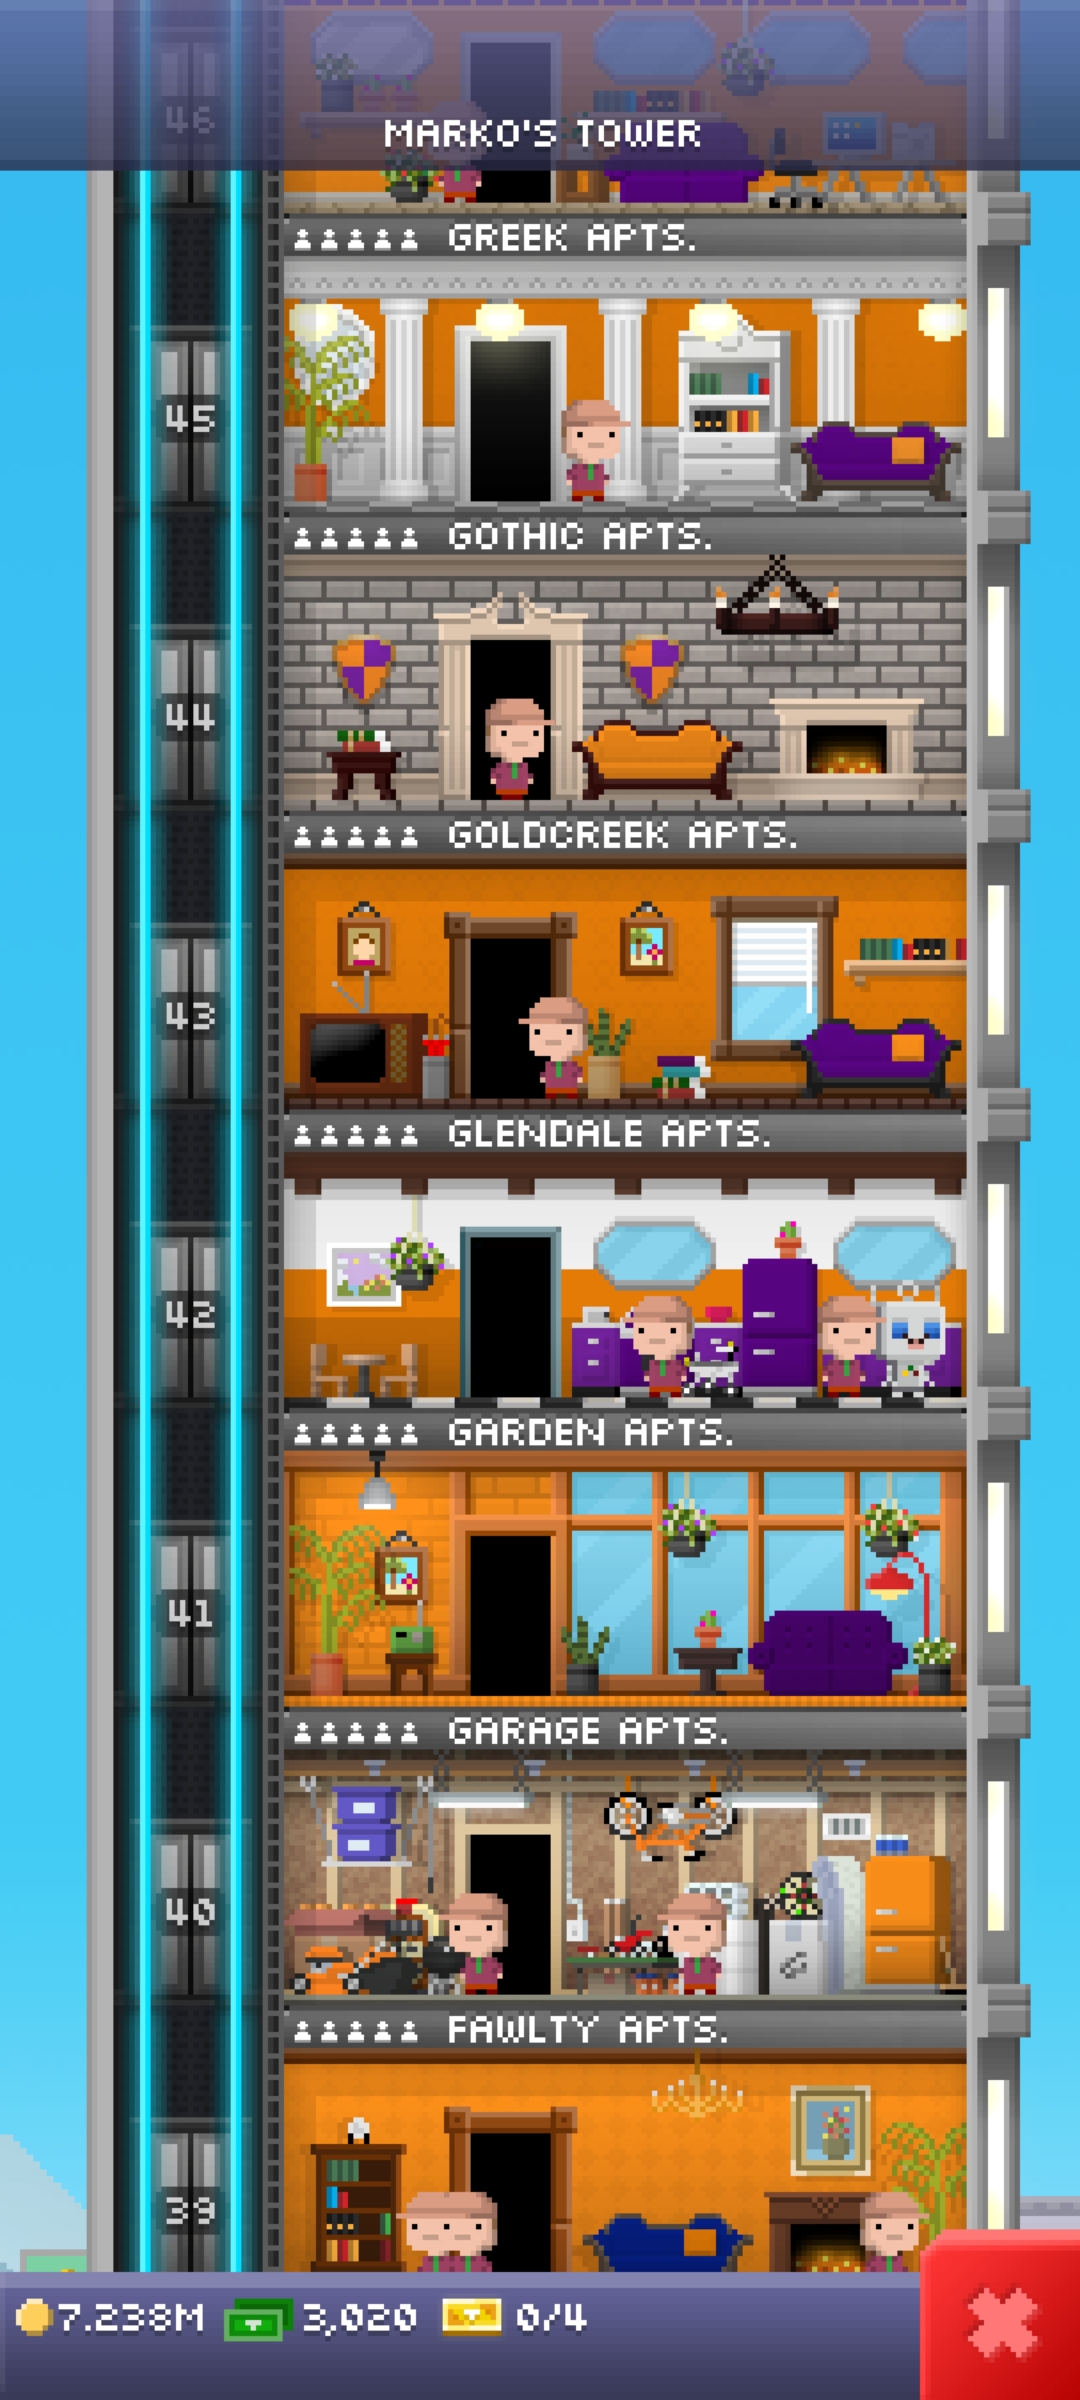 46
MARKO'S TOWER
GREEK APTS.
45
GOTHIC APTS.
44
GOLDCREEK APTS.
43
GLENDALE APTS.
42
GARDEN APTS.
41
GARAGE APTS.
40
FAWLTY APTS.
39
7.238M 3,020 0/4